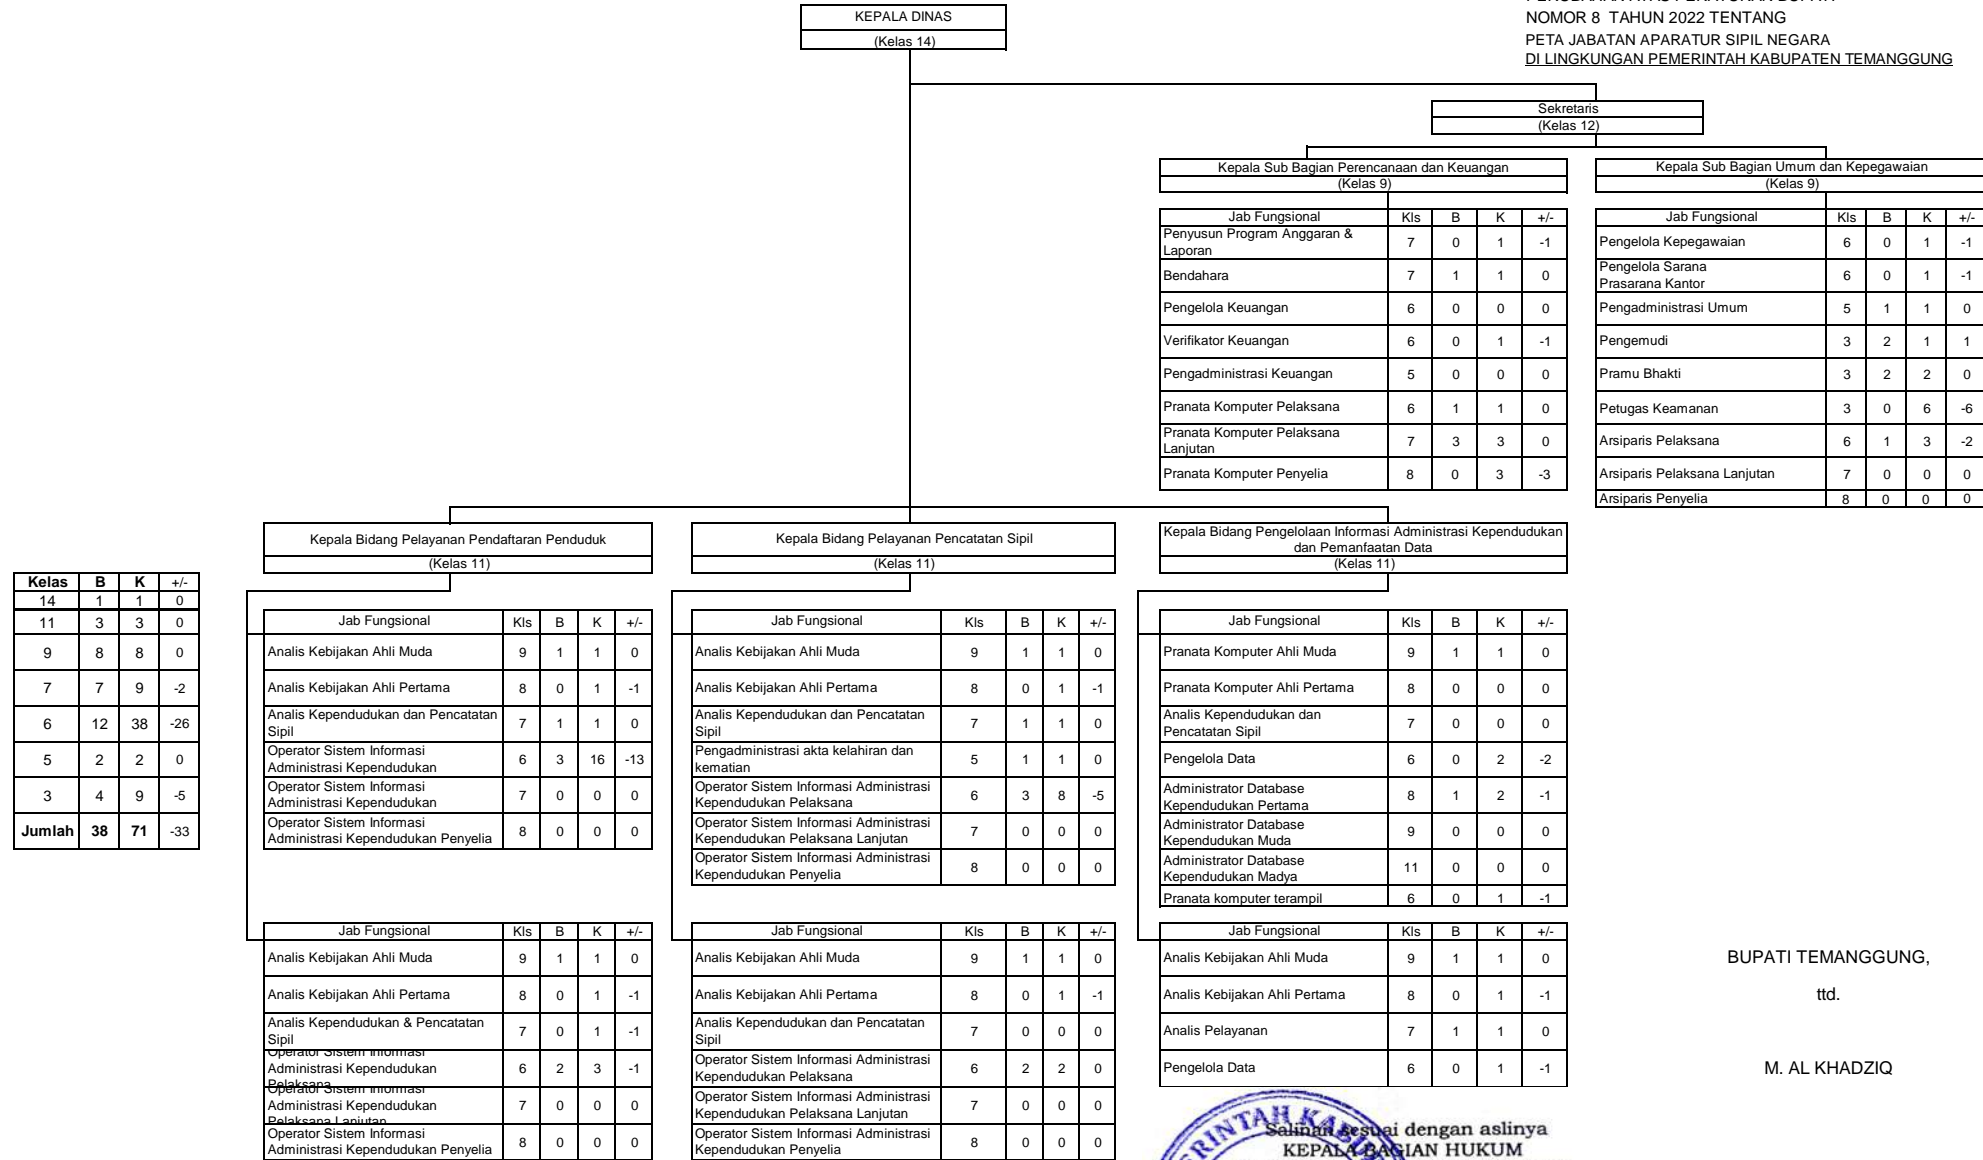 NOMOR 8 TAHUN 2022 TENTANG
PETA JABATAN APARATUR SIPIL NEGARA
DI LINGKUNGAN PEMERINTAH KABUPATEN TEMANGGUNG
KEPALA DINAS
(Kelas 14)
Sekretaris
(Kelas 12)
Kepala Sub Bagian Perencanaan dan Keuangan
(Kelas 9)
Jab Fungsional Kls B K +/-
Penyusun Program Anggaran &
Laporan 7 0 1 -1
Bendahara 7 1 1 0
Pengelola Keuangan 6 0 0 0
Verifikator Keuangan 6 0 1 -1
Pengadministrasi Keuangan 5 0 0 0
Pranata Komputer Pelaksana 6 1 1 0
Pranata Komputer Pelaksana
Lanjutan 7 3 3 0
Pranata Komputer Penyelia 8 0 3 -3
Kepala Sub Bagian Umum dan Kepegawaian
(Kelas 9)
Jab Fungsional Kls B K +/-
Pengelola Kepegawaian 6 0 1 -1
Pengelola Sarana
Prasarana Kantor 6 0 1 -1
Pengadministrasi Umum 5 1 1 0
Pengemudi 3 2 1 1
Pramu Bhakti 3 2 2 0
Petugas Keamanan 3 0 6 -6
Arsiparis Pelaksana 6 1 3 -2
Arsiparis Pelaksana Lanjutan 7 0 0 0
Arsiparis Penyelia 8 0 0 0
Kelas B K +/-
14 1 1 0
11 3 3 0
9 8 8 0
7 7 9 -2
6 12 38 -26
5 2 2 0
3 4 9 -5
Jumlah 38 71 -33
Kepala Bidang Pelayanan Pendaftaran Penduduk
(Kelas 11)
Jab Fungsional Kls B K +/-
Analis Kebijakan Ahli Muda 9 1 1 0
Analis Kebijakan Ahli Pertama 8 0 1 -1
Analis Kependudukan dan Pencatatan
Sipil 7 1 1 0
Operator Sistem Informasi
Administrasi Kependudukan 6 3 16 -13
Operator Sistem Informasi
Administrasi Kependudukan 7 0 0 0
Operator Sistem Informasi
Administrasi Kependudukan Penyelia 8 0 0 0
Jab Fungsional Kls B K +/-
Analis Kebijakan Ahli Muda 9 1 1 0
Analis Kebijakan Ahli Pertama 8 0 1 -1
Analis Kependudukan & Pencatatan
Sipil 7 0 1 -1
Operator Sistem Informasi
Administrasi Kependudukan
Pelaksana 6 2 3 -1
Operator Sistem Informasi
Administrasi Kependudukan
Pelaksana Lanjutan 7 0 0 0
Operator Sistem Informasi
Administrasi Kependudukan Penyelia 8 0 0 0
Kepala Bidang Pelayanan Pencatatan Sipil
(Kelas 11)
Jab Fungsional Kls B K +/-
Analis Kebijakan Ahli Muda 9 1 1 0
Analis Kebijakan Ahli Pertama 8 0 1 -1
Analis Kependudukan dan Pencatatan
Sipil 7 1 1 0
Pengadministrasi akta kelahiran dan
kematian 5 1 1 0
Operator Sistem Informasi Administrasi
Kependudukan Pelaksana 6 3 8 -5
Operator Sistem Informasi Administrasi
Kependudukan Pelaksana Lanjutan 7 0 0 0
Operator Sistem Informasi Administrasi
Kependudukan Penyelia 8 0 0 0
Jab Fungsional Kls B K +/-
Analis Kebijakan Ahli Muda 9 1 1 0
Analis Kebijakan Ahli Pertama 8 0 1 -1
Analis Kependudukan dan Pencatatan
Sipil 7 0 0 0
Operator Sistem Informasi Administrasi
Kependudukan Pelaksana 6 2 2 0
Operator Sistem Informasi Administrasi
Kependudukan Pelaksana Lanjutan 7 0 0 0
Operator Sistem Informasi Administrasi
Kependudukan Penyelia 8 0 0 0
Kepala Bidang Pengelolaan Informasi Administrasi Kependudukan
dan Pemanfaatan Data
(Kelas 11)
Jab Fungsional Kls B K +/-
Pranata Komputer Ahli Muda 9 1 1 0
Pranata Komputer Ahli Pertama 8 0 0 0
Analis Kependudukan dan
Pencatatan Sipil 7 0 0 0
Pengelola Data 6 0 2 -2
Administrator Database
Kependudukan Pertama 8 1 2 -1
Administrator Database
Kependudukan Muda 9 0 0 0
Administrator Database
Kependudukan Madya 11 0 0 0
Pranata komputer terampil 6 0 1 -1
Jab Fungsional Kls B K +/-
Analis Kebijakan Ahli Muda 9 1 1 0
Analis Kebijakan Ahli Pertama 8 0 1 -1
Analis Pelayanan 7 1 1 0
Pengelola Data 6 0 1 -1
BUPATI TEMANGGUNG,
ttd.
M. AL KHADZIQ
Salinan sesuai dengan aslinya
KEPALA BAGIAN HUKUM